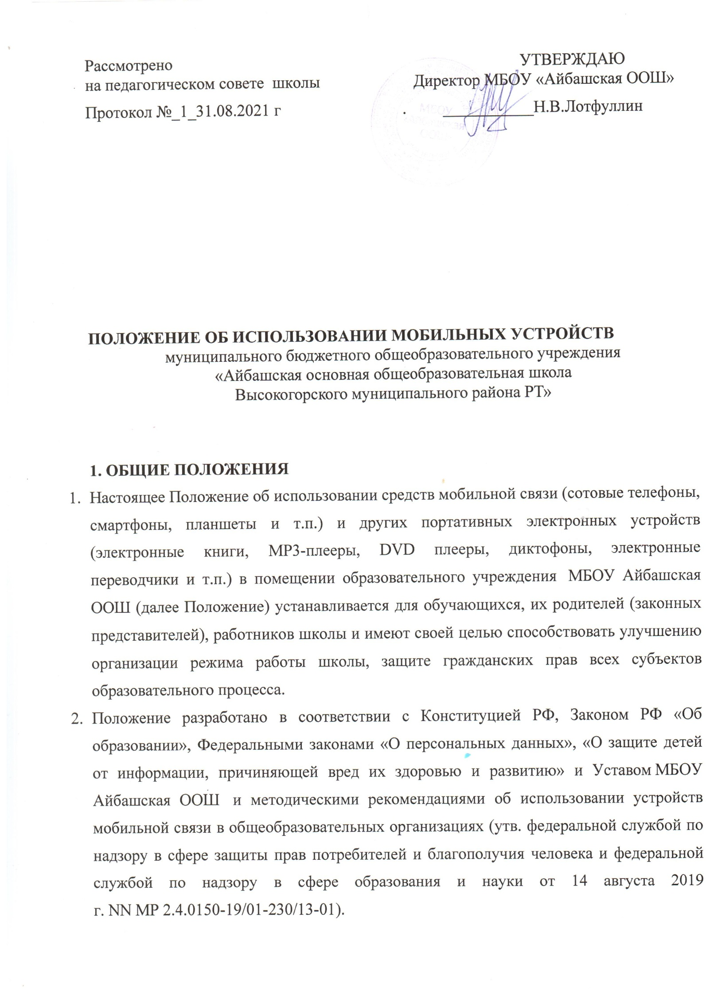 Рассмотрено
на педагогическом совете школы
Протокол №_1_31.08.2021 г
УТВЕРЖДАЮ
Директор МБОУ «Айбашская ООШ»
. ___________Н.В.Лотфуллин
МБОУ
ПОЛОЖЕНИЕ ОБ ИСПОЛЬЗОВАНИИ МОБИЛЬНЫХ УСТРОЙСТВ
муниципального бюджетного общеобразовательного учреждения
«Айбашская основная общеобразовательная школа
Высокогорского муниципального района РТ»
1. ОБЩИЕ ПОЛОЖЕНИЯ
1. Настоящее Положение об использовании средств мобильной связи (сотовые телефоны,
смартфоны, планшеты и т.п.) и других портативных электронных устройств
(электронные книги, MP3-плееры, DVD плееры, диктофоны, электронные
переводчики и т.п.) в помещении образовательного учреждения МБОУ Айбашская
ООШ (далее Положение) устанавливается для обучающихся, их родителей (законных
представителей), работников школы и имеют своей целью способствовать улучшению
организации режима работы школы, защите гражданских прав всех субъектов
образовательного процесса.
2. Положение разработано в соответствии с Конституцией РФ, Законом РФ «Об
образовании», Федеральными законами «О персональных данных», «О защите детей
от информации, причиняющей вред их здоровью и развитию» и Уставом МБОУ
Айбашская ООШ и методическими рекомендациями об использовании устройств
мобильной связи в общеобразовательных организациях (утв. федеральной службой по
надзору в сфере защиты прав потребителей и благополучия человека и федеральной
службой по надзору в сфере образования и науки от 14 августа 2019
г. NN МР 2.4.0150-19/01-230/13-01).